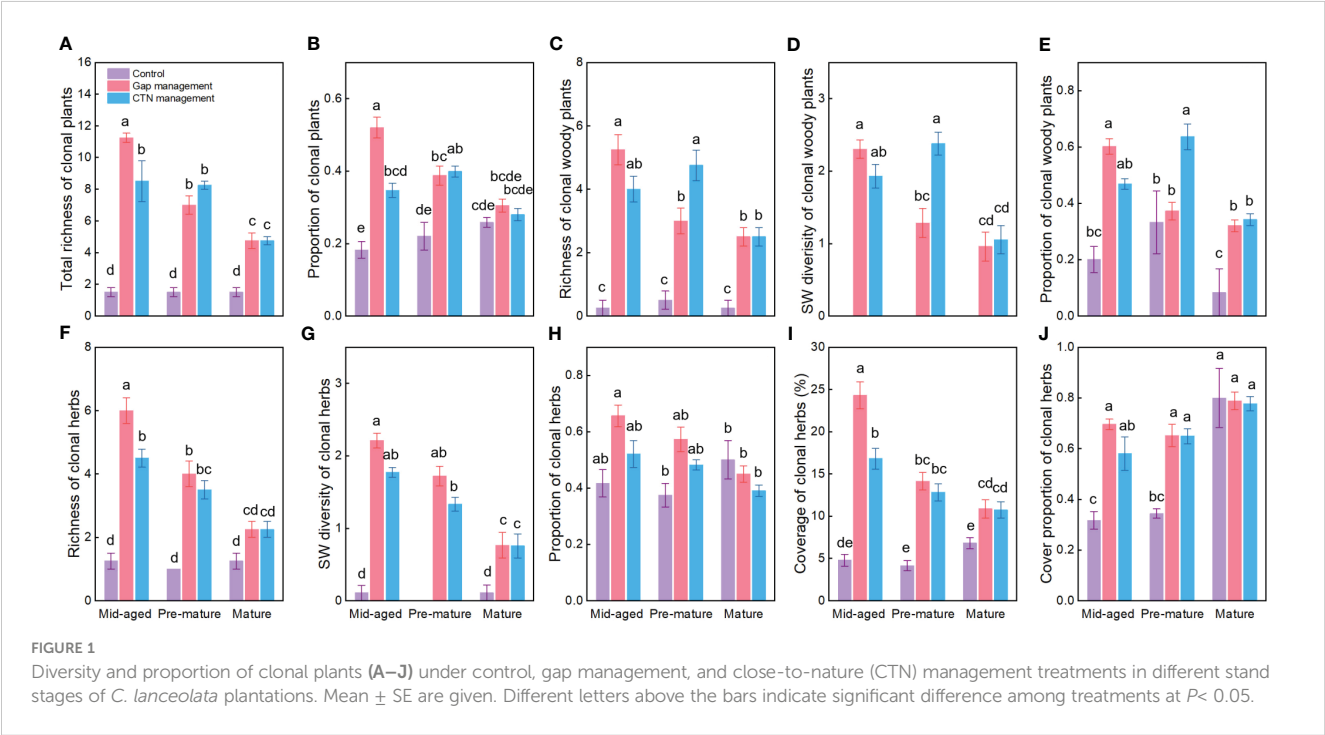 A
Total richness of clonal plants
16
14
12
10
8
6
4
2
0
Control
Gap management
CTN management
d
a
b
d
b
b
d
c
c
B
Proportion of clonal plants
0.6
0.4
0.2
0.0
e
a
bcd
de
bc
ab
cde
bcde
bcde
C
Richness of clonal woody plants
8
6
4
2
0
c
a
ab
c
b
a
c
b
b
D
SW diverisity of clonal woody plants
3
2
1
0
a
ab
bc
a
cd
cd
E
Proportion of clonal woody plants
1.0
0.8
0.6
0.4
0.2
0.0
bc
a
ab
b
b
a
c
b
b
F
Richness of clonal herbs
8
6
4
2
0
d
a
b
d
b
bc
d
cd
cd
Mid-aged Pre-mature Mature
G
SW diversity of clonal herbs
3
2
1
0
d
a
ab
ab
b
d
c
c
Mid-aged Pre-mature Mature
H
Proportion of clonal herbs
0.8
0.6
0.4
0.2
0.0
ab
a
ab
b
ab
ab
b
b
b
Mid-aged Pre-mature Mature
I
Coverage of clonal herbs (%)
30
25
20
15
10
5
0
de
a
b
e
bc
bc
e
cd
cd
Mid-aged Pre-mature Mature
J
Cover proportion of clonal herbs
1.0
0.8
0.6
0.4
0.2
0.0
c
a
ab
bc
a
a
a
a
a
Mid-aged Pre-mature Mature
FIGURE 1
Diversity and proportion of clonal plants (A–J) under control, gap management, and close-to-nature (CTN) management treatments in different stand
stages of C. lanceolata plantations. Mean ± SE are given. Different letters above the bars indicate significant difference among treatments at P< 0.05.